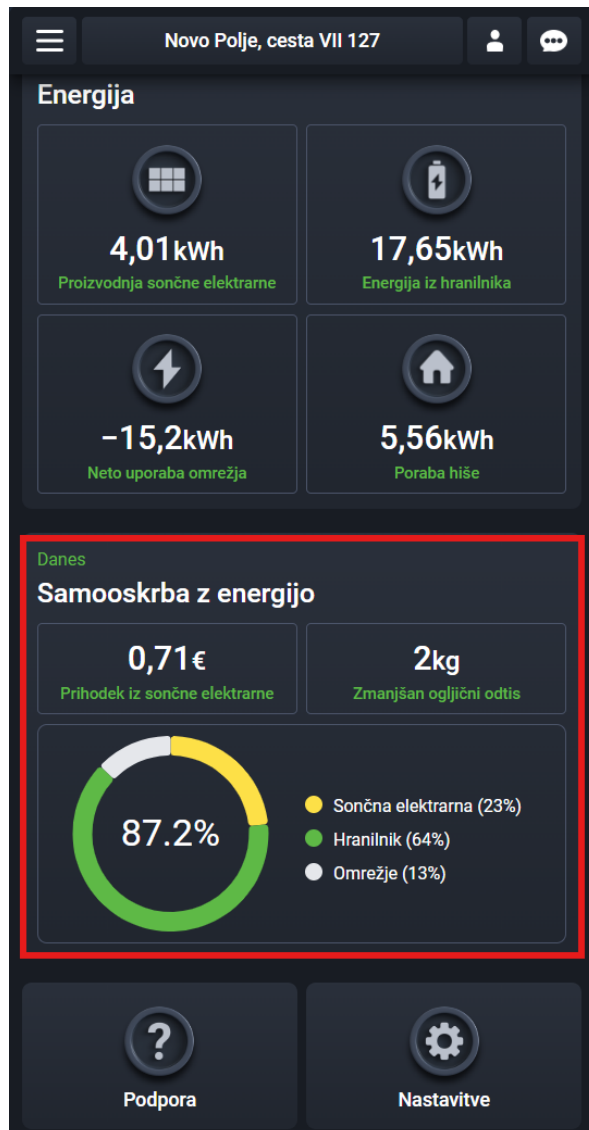 Novo Polje, cesta VII 127
Energija
4,01kWh
Proizvodnja sončne elektrarne
17,65kWh
Energija iz hranilnika
−15,2kWh
Neto uporaba omrežja
5,56kWh
Poraba hiše
Danes
Samooskrba z energijo
0,71€
Prihodek iz sončne elektrarne
2kg
Zmanjšan ogljični odtis
87.2%
Sončna elektrarna (23%)
Hranilnik (64%)
Omrežje (13%)
?
Podpora
Nastavitve